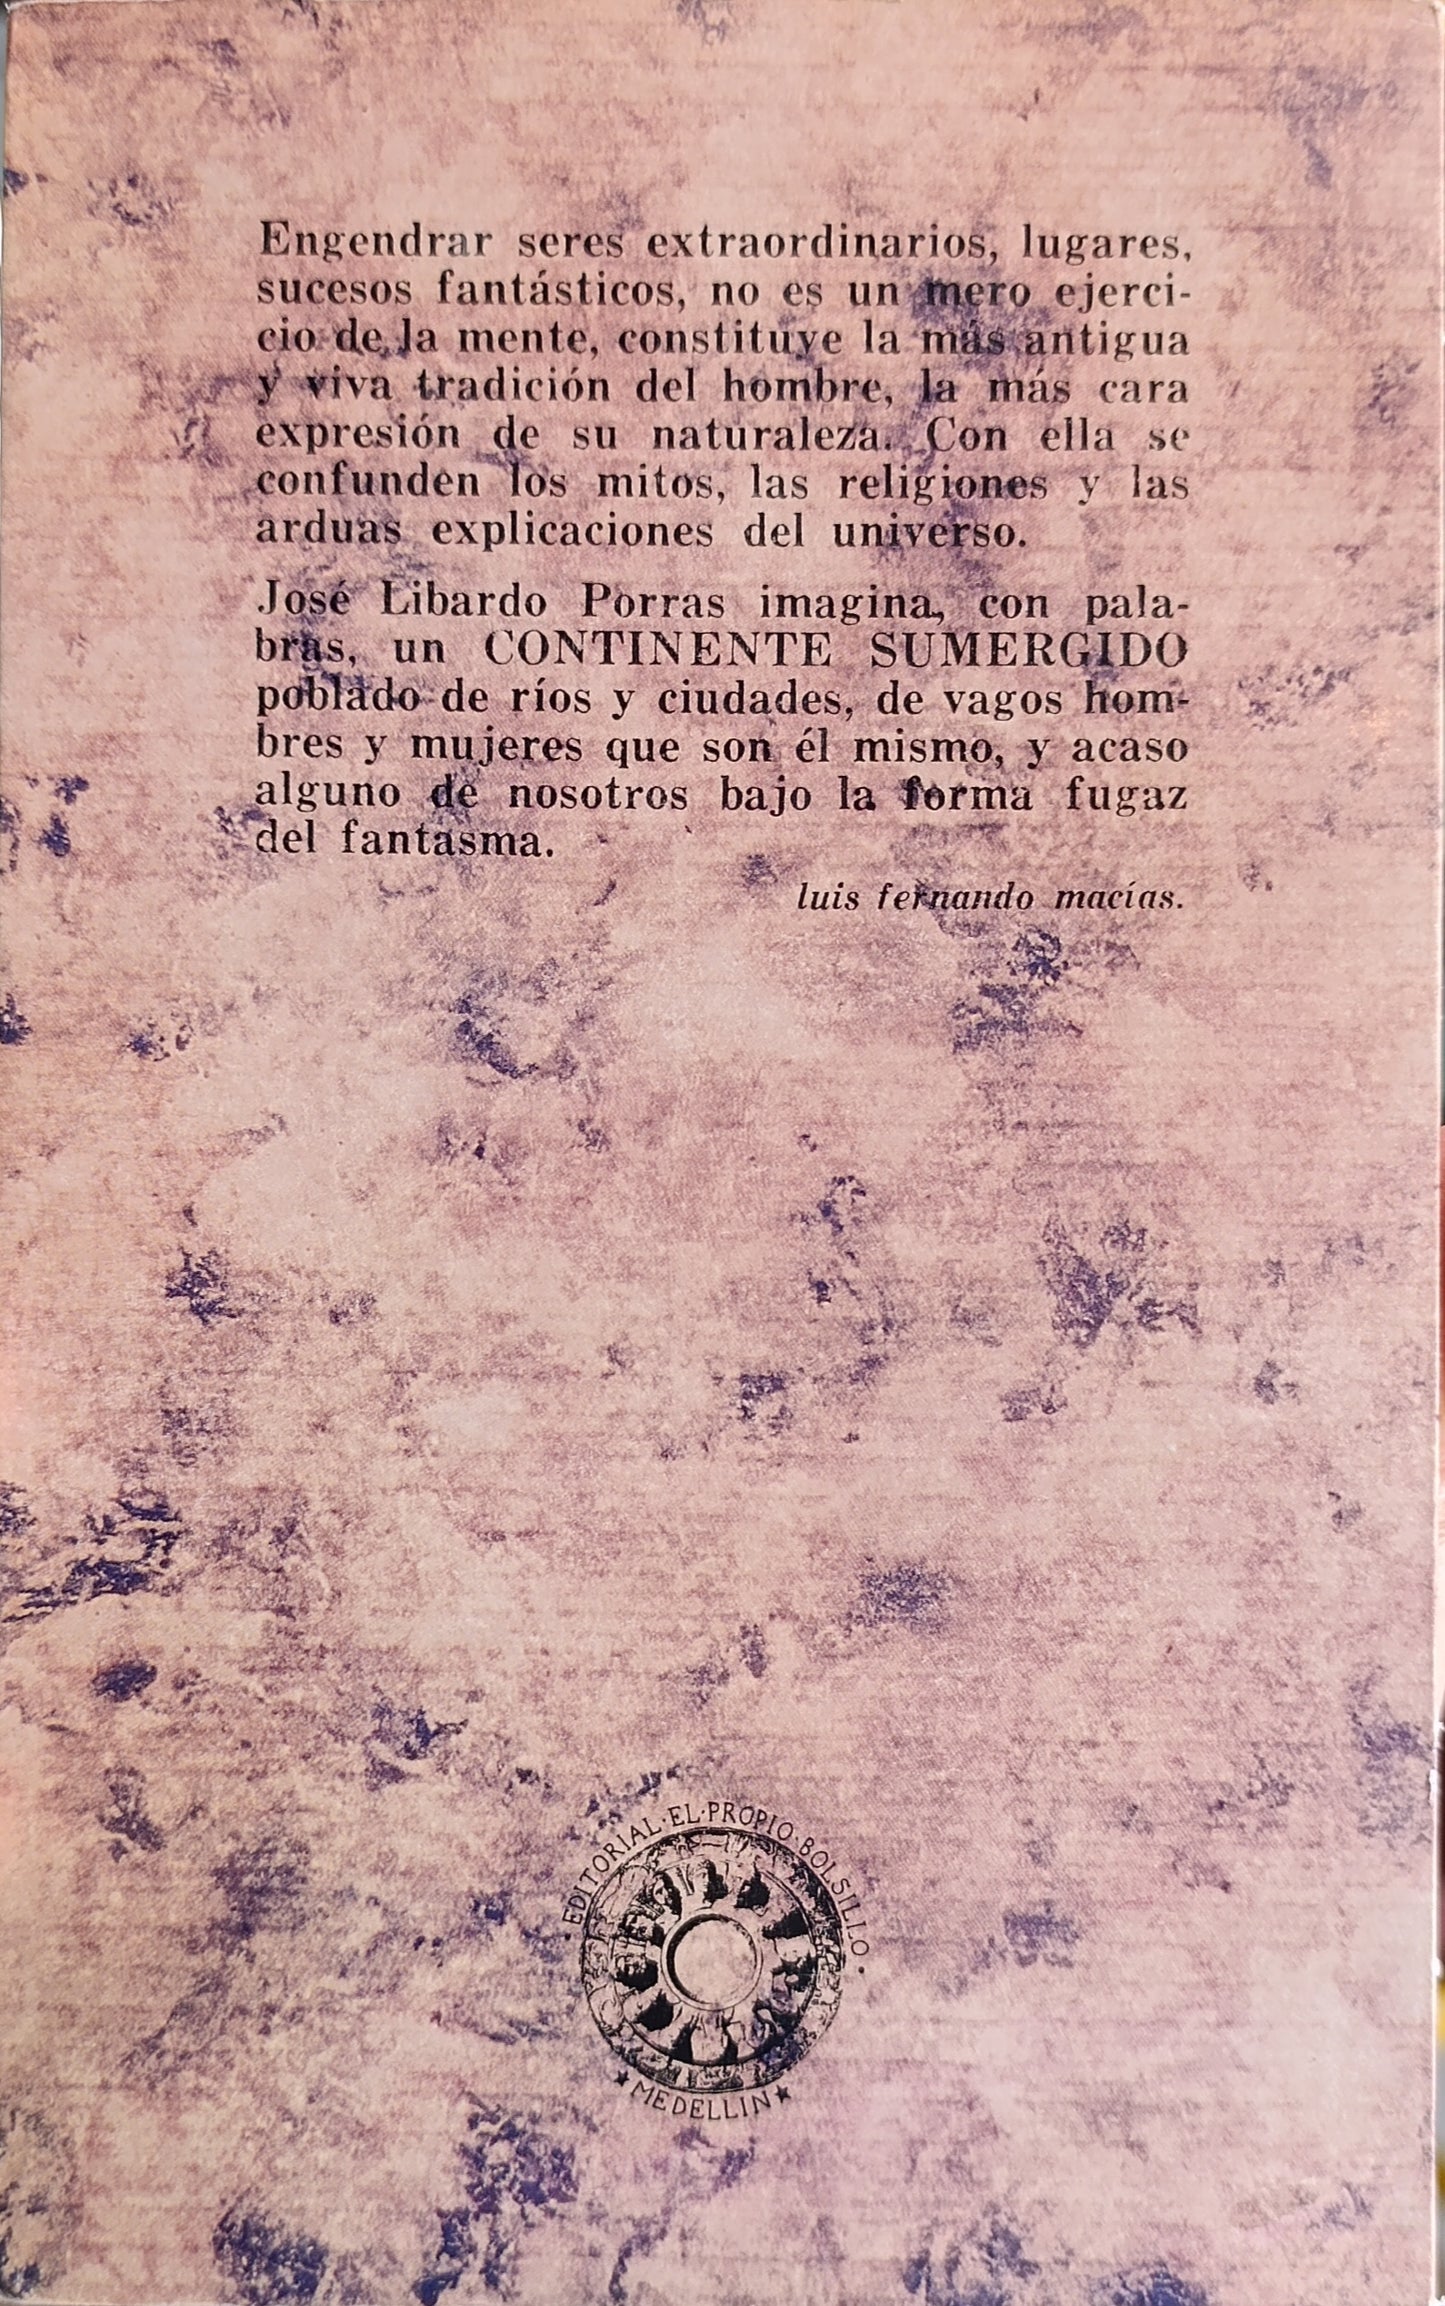 Engendrar seres extraordinarios, lugares,
sucesos fantásticos, no es un mero ejerci-
cio de la mente, constituye la más antigua
y viva tradición del hombre, la más cara
expresión de su naturaleza. Con ella se
confunden los mitos, las religiones y las
arduas explicaciones del universo.
José Libardo Porras imagina, con pala-
bras, un CONTINENTE SUMERGIDO
poblado de ríos y ciudades, de vagos hom-
bres y mujeres que son él mismo, y acaso
alguno de nosotros bajo la forma fugaz
del fantasma.
luis fernando macías.
·EDITORIAL·EL·PROPIO·BOLSILLO·
★MEDELLIN★